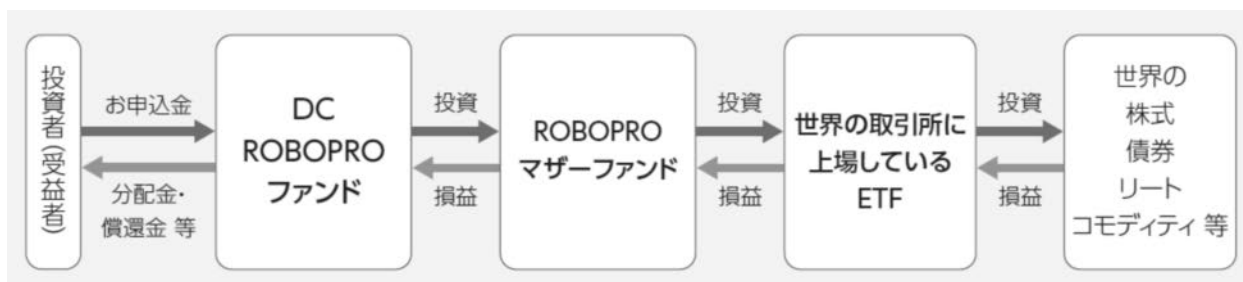 投資者(受益者)
お申込金
分配金・
償還金 等
DC
ROBOPRO
ファンド
投資
損益
ROBOPRO
マザーファンド
投資
損益
世界の取引所に
上場している
ETF
投資
損益
世界の
株式
債券
リート
コモディティ 等